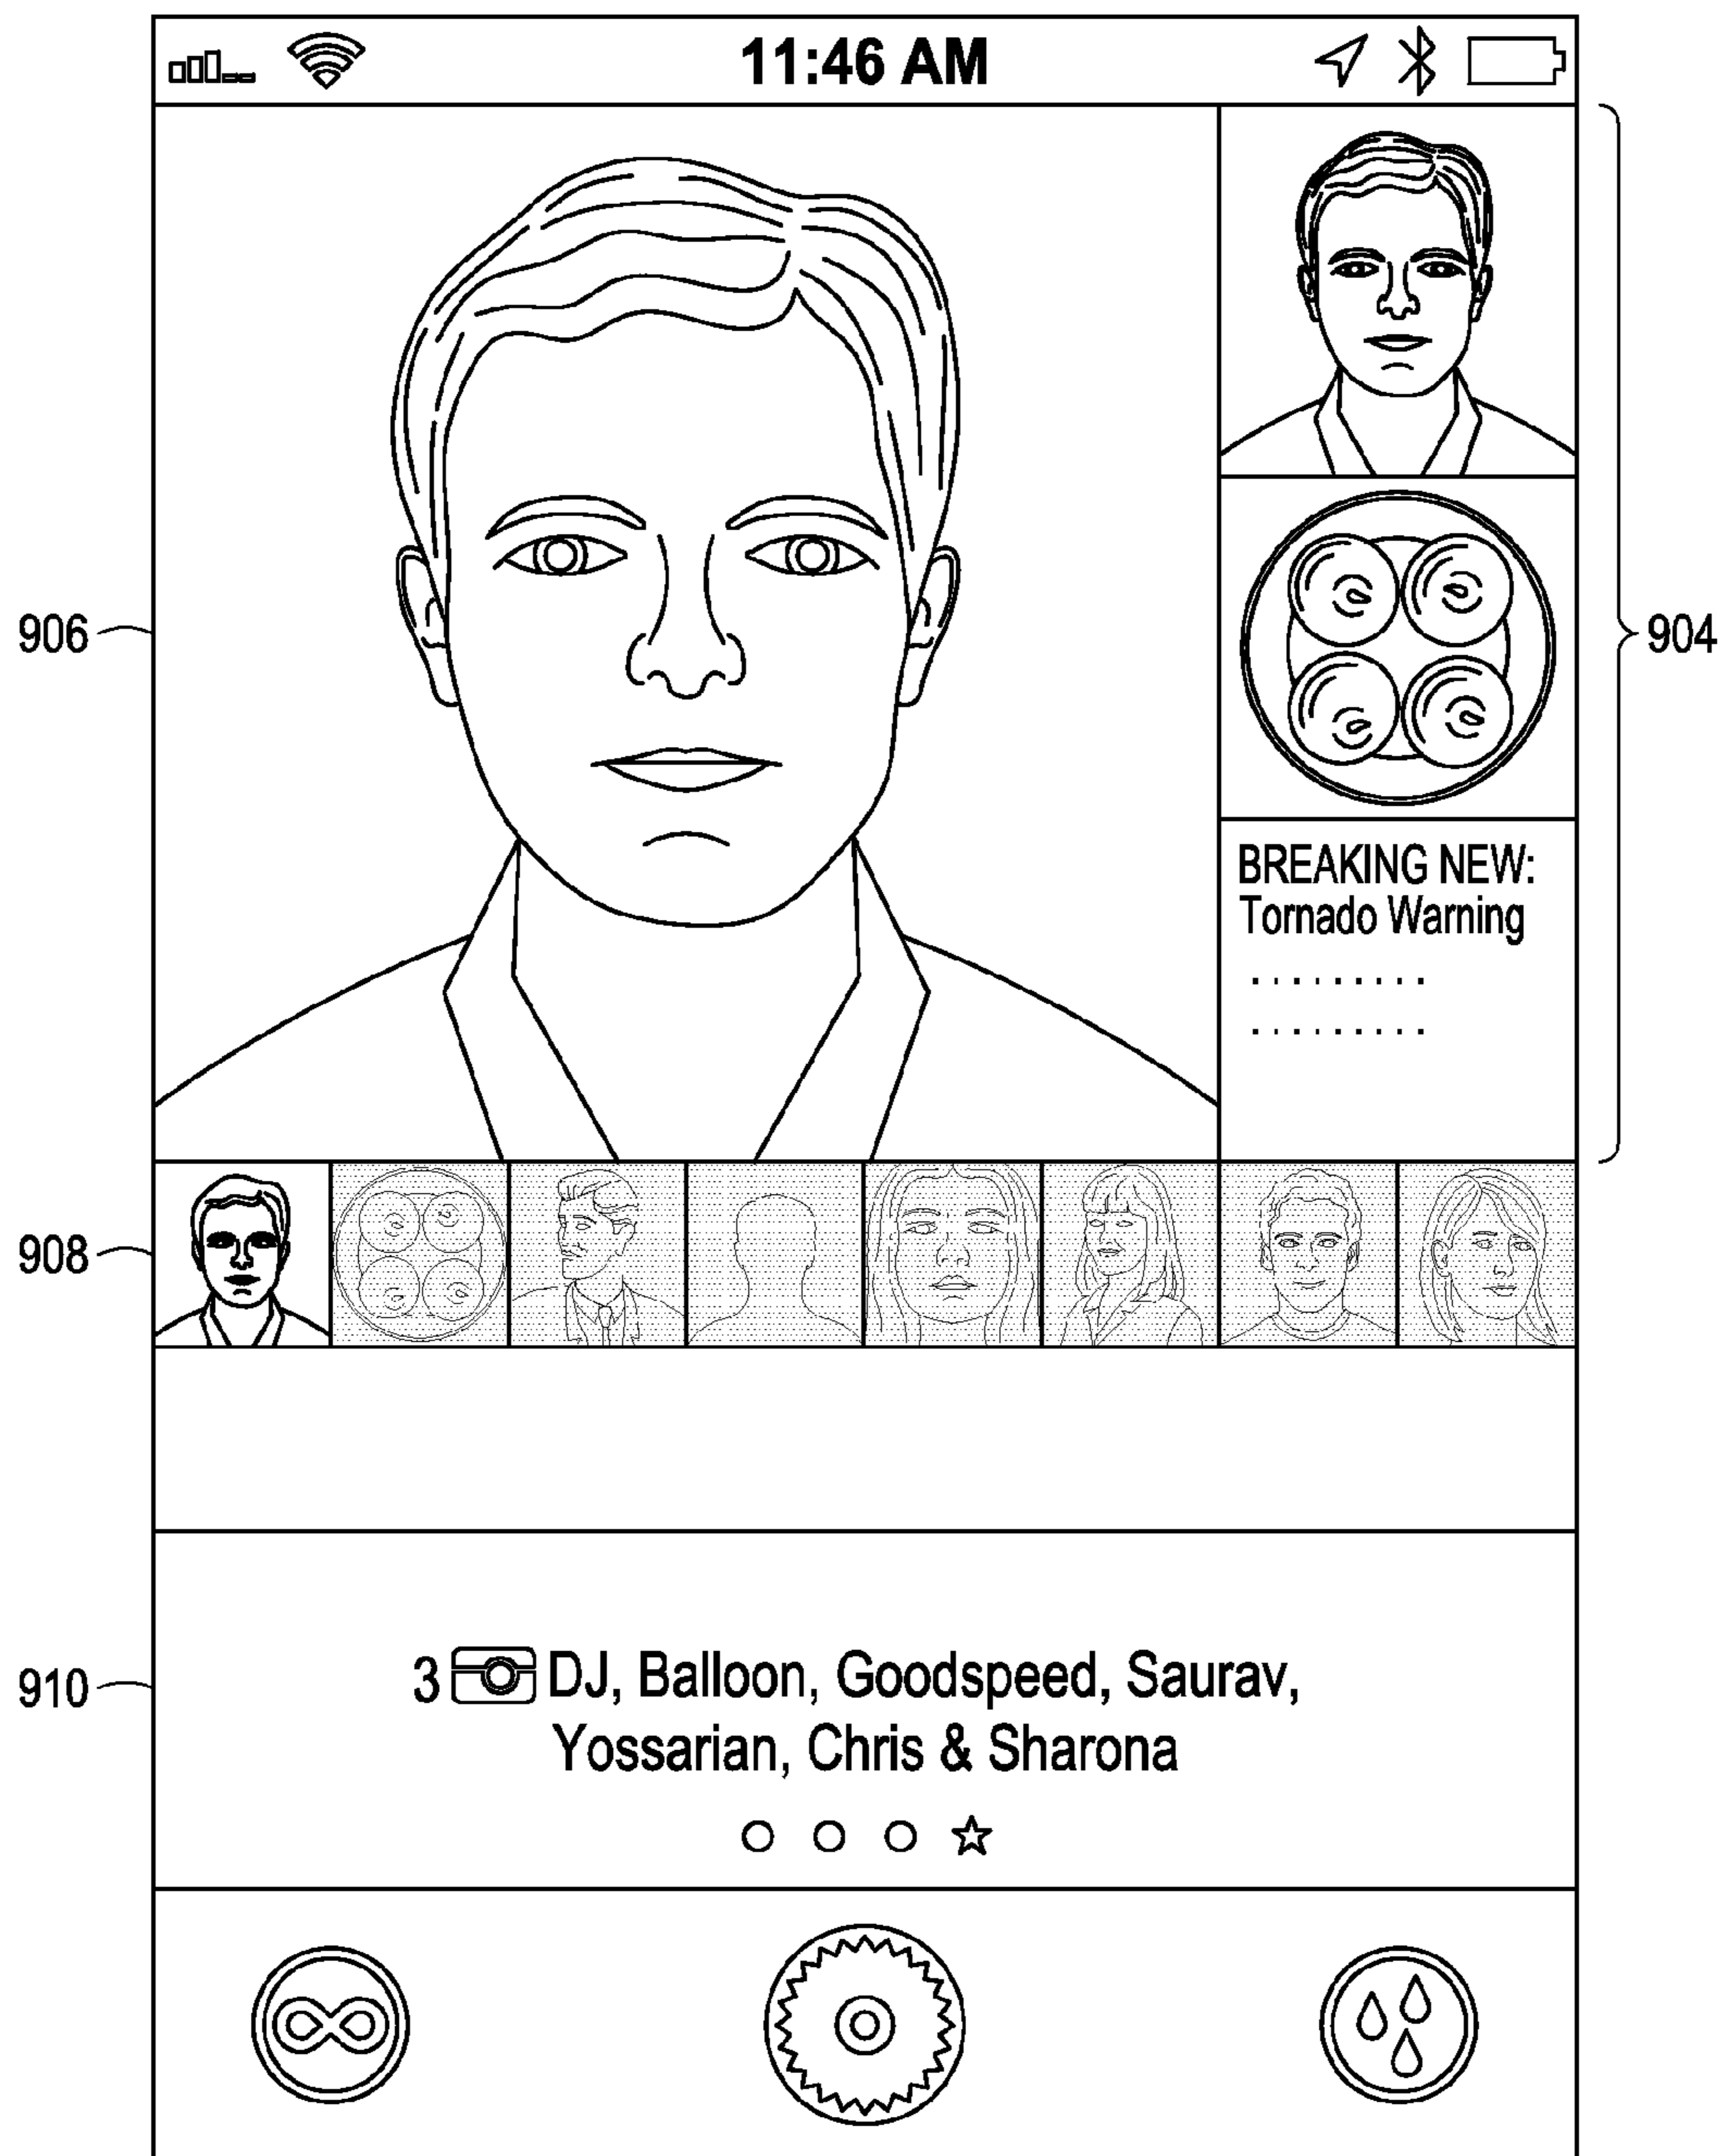 11:46 AM
906
904
BREAKING NEW:
Tornado Warning
908
910
3 DJ, Balloon, Goodspeed, Saurav,
Yossarian, Chris & Sharona